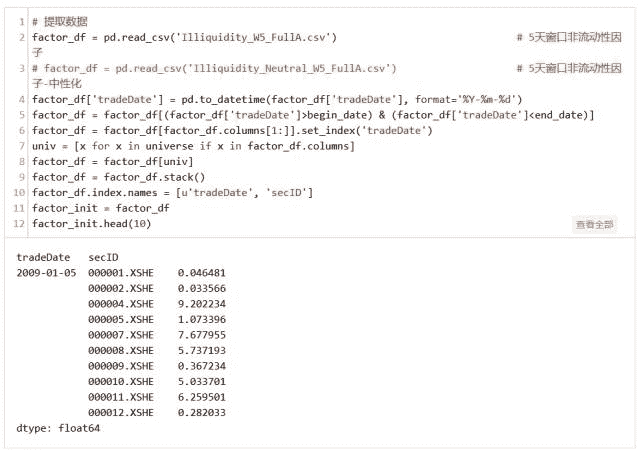 1 # 提取数据
2 factor_df = pd.read_csv('Illiquidity_W5_FullA.csv') # 5天窗口非流动性因
子
3 # factor_df = pd.read_csv('Illiquidity_Neutral_W5_FullA.csv') # 5天窗口非流动性因
子-中性化
4 factor_df['tradeDate'] = pd.to_datetime(factor_df['tradeDate'], format='%Y-%m-%d')
5 factor_df = factor_df[(factor_df['tradeDate']>begin_date) & (factor_df['tradeDate']<end_date)]
6 factor_df = factor_df[factor_df.columns[1:]].set_index('tradeDate')
7 univ = [x for x in universe if x in factor_df.columns]
8 factor_df = factor_df[univ]
9 factor_df = factor_df.stack()
10 factor_df.index.names = [u'tradeDate', 'secID']
11 factor_init = factor_df
12 factor_init.head(10)
查看全部
tradeDate secID
2009-01-05 000001.XSHE 0.046481
000002.XSHE 0.033566
000004.XSHE 9.202234
000005.XSHE 1.073396
000007.XSHE 7.677955
000008.XSHE 5.737193
000009.XSHE 0.367234
000010.XSHE 5.033701
000011.XSHE 6.259501
000012.XSHE 0.282033
dtype: float64